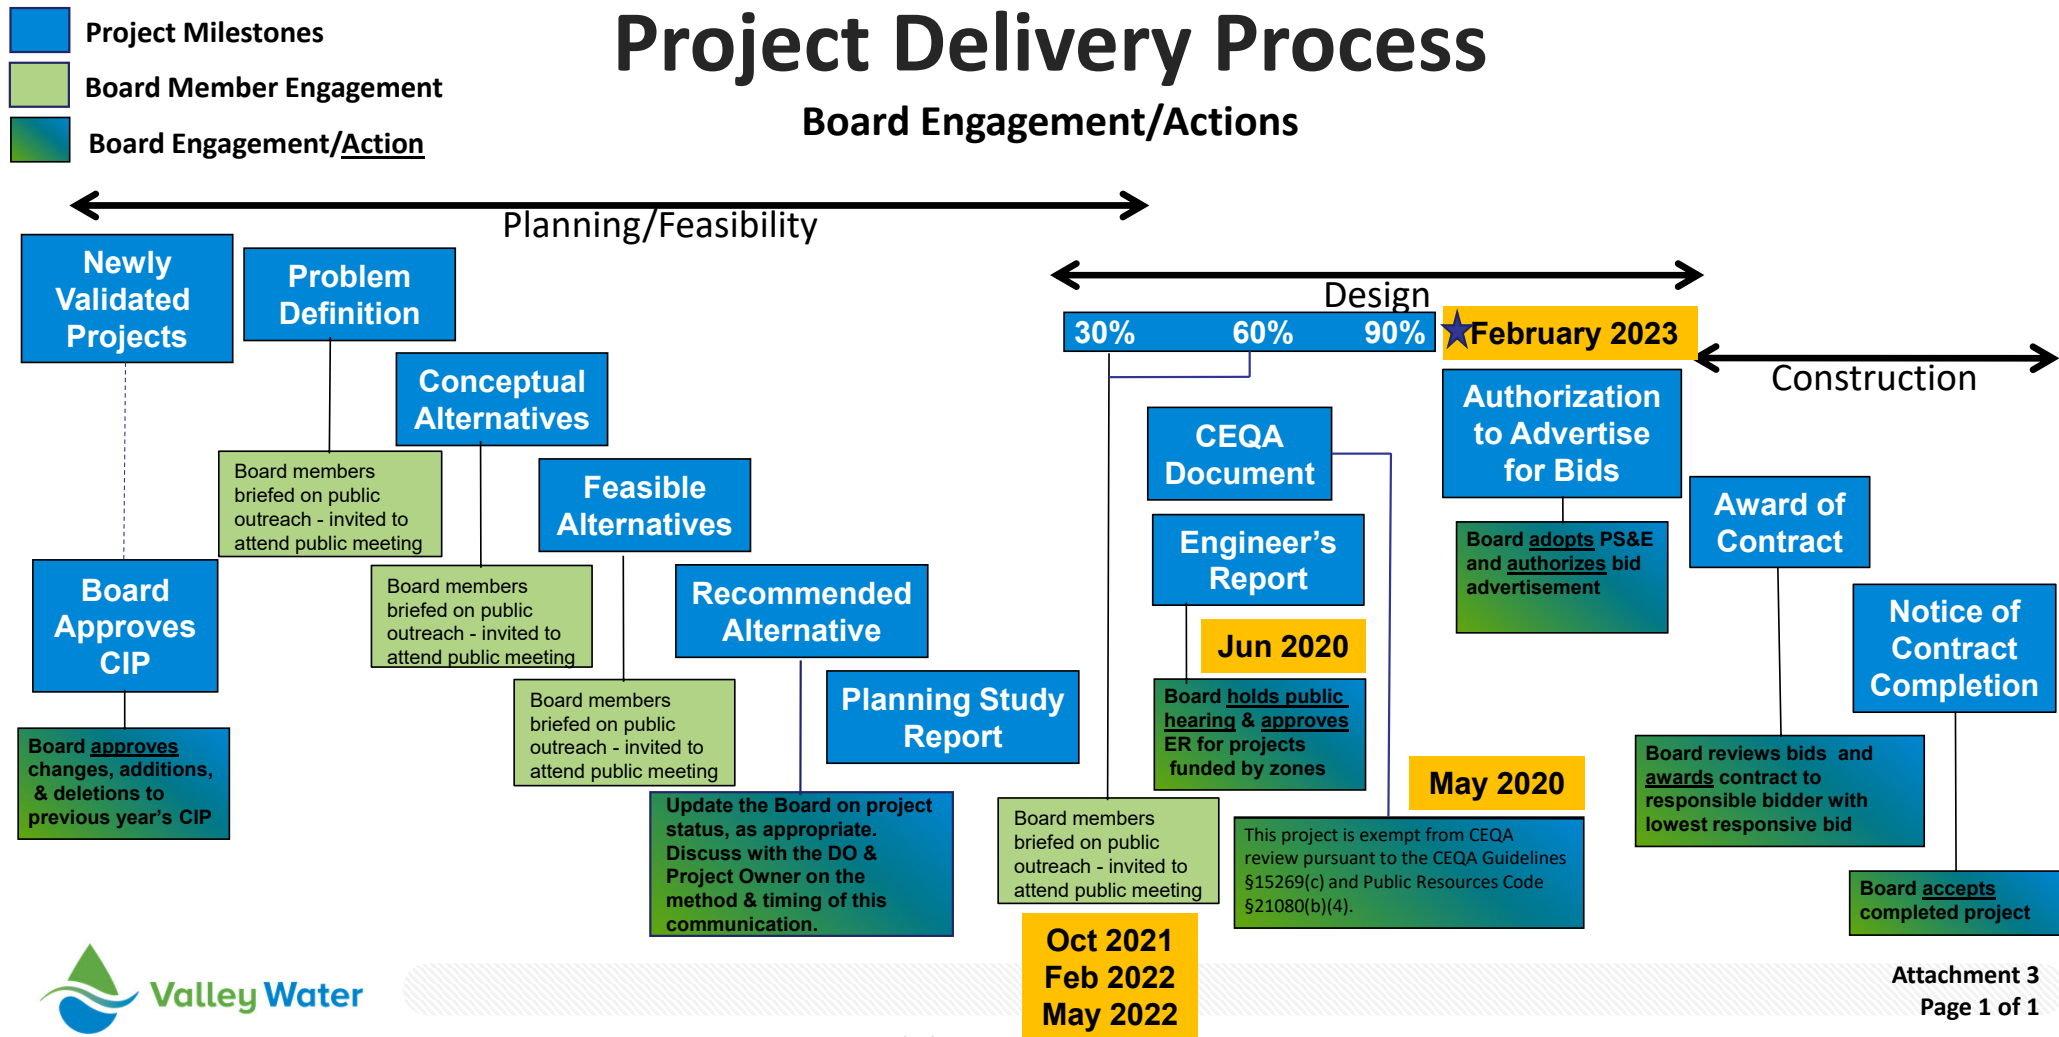 Project Milestones
Board Member Engagement
Board Engagement/Action
Project Delivery Process
Board Engagement/Actions
Planning/Feasibility
Newly
Validated
Projects
Problem
Definition
Conceptual
Alternatives
Feasible
Alternatives
Recommended
Alternative
Planning Study
Report
Board
Approves
CIP
Board approves
changes, additions,
& deletions to
previous year's CIP
Board members
briefed on public
outreach - invited to
attend public meeting
Board members
briefed on public
outreach - invited to
attend public meeting
Board members
briefed on public
outreach - invited to
attend public meeting
Update the Board on project
status, as appropriate.
Discuss with the DO &
Project Owner on the
method & timing of this
communication.
Design
30% 60% 90%
February 2023
CEQA
Document
Engineer's
Report
Jun 2020
Board holds public
hearing & approves
ER for projects
funded by zones
May 2020
Board members
briefed on public
outreach - invited to
attend public meeting
Oct 2021
Feb 2022
May 2022
This project is exempt from CEQA
review pursuant to the CEQA Guidelines
§15269(c) and Public Resources Code
§21080(b)(4).
Authorization
to Advertise
for Bids
Board adopts PS&E
and authorizes bid
advertisement
Construction
Award of
Contract
Board reviews bids and
awards contract to
responsible bidder with
lowest responsive bid
Notice of
Contract
Completion
Board accepts
completed project
Valley Water
Attachment 3
Page 1 of 1